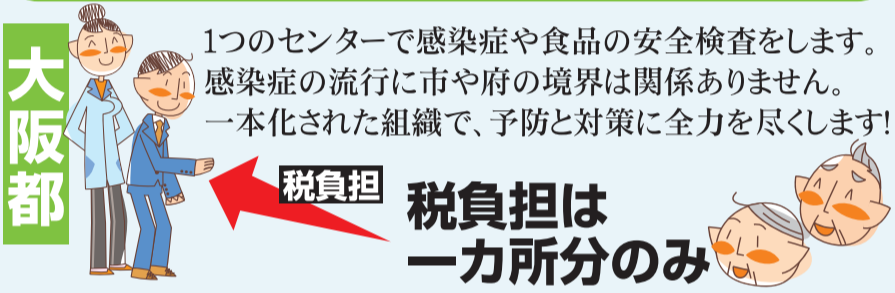 大阪都
1つのセンターで感染症や食品の安全検査をします。
感染症の流行に市や府の境界は関係ありません。
一本化された組織で、予防と対策に全力を尽くします!
税負担
税負担は
一カ所分のみ